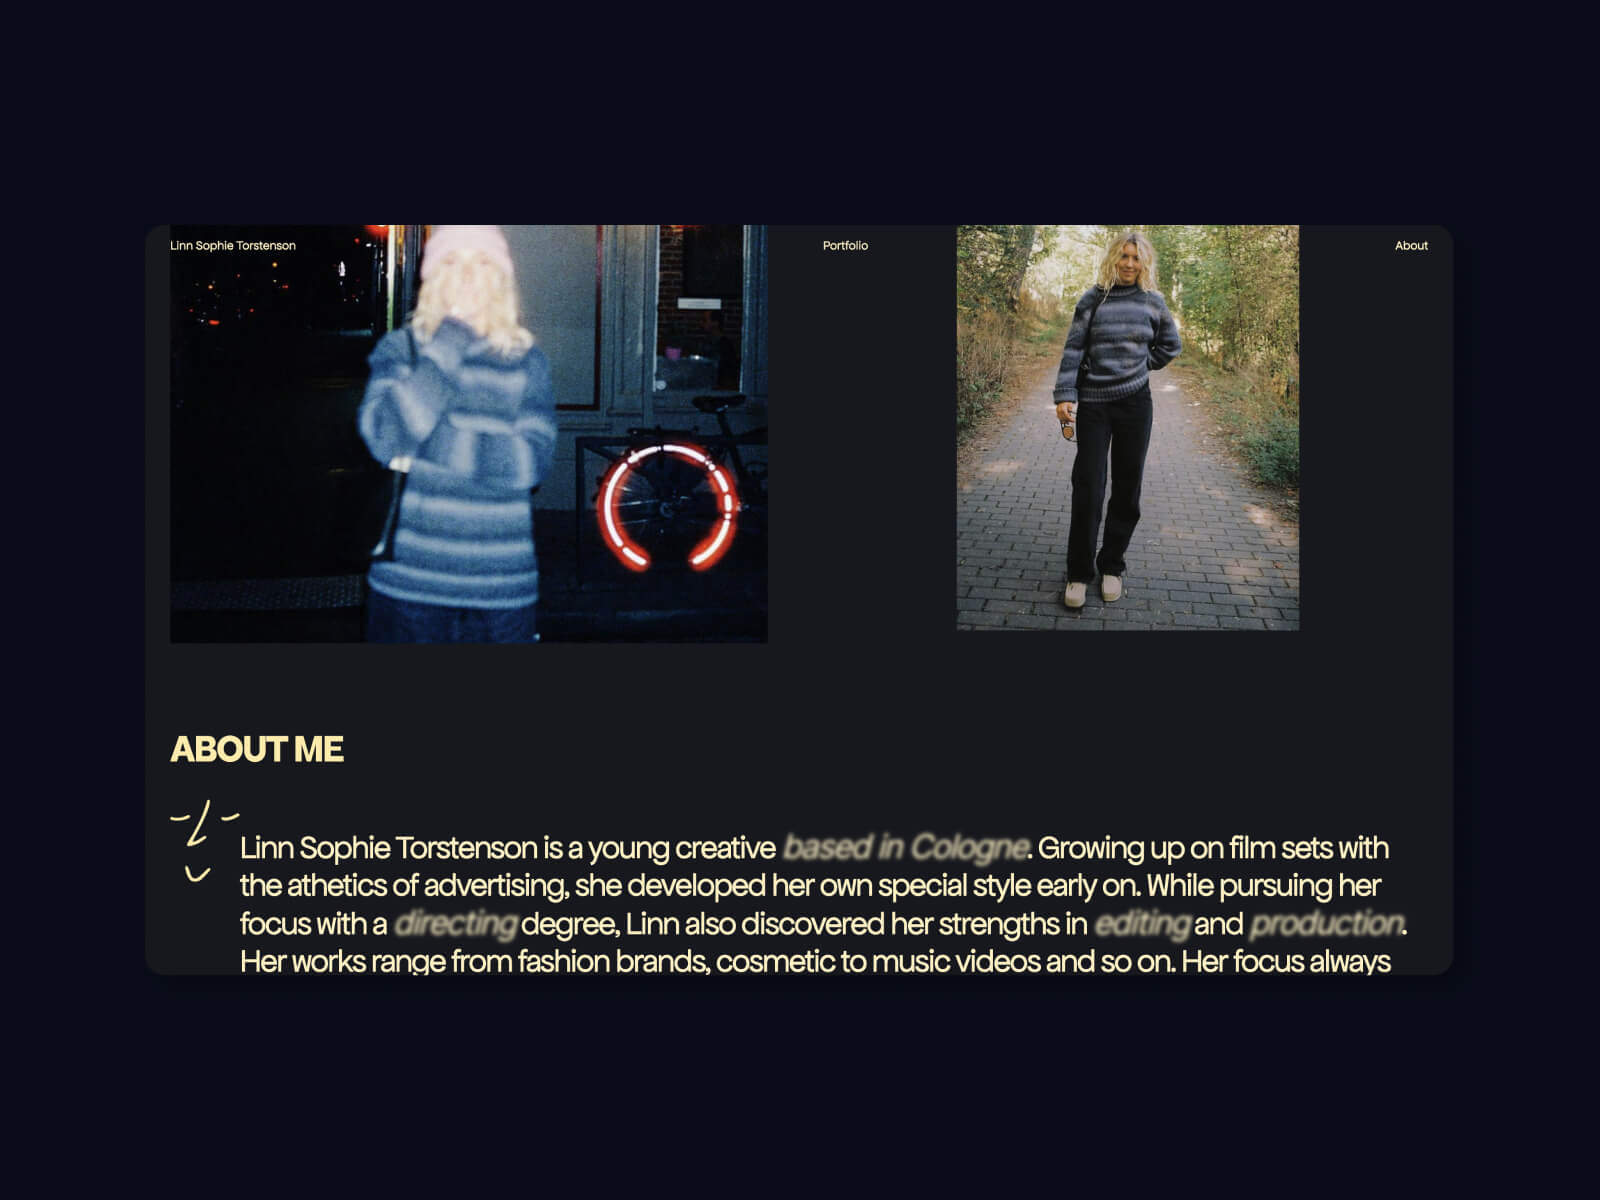 Linn Sophie Torstenson
Portfolio
About
ABOUT ME
Linn Sophie Torstenson is a young creative based in Cologne. Growing up on film sets with
the athetics of advertising, she developed her own special style early on. While pursuing her
focus with a directing degree, Linn also discovered her strengths in editing and production.
Her works range from fashion brands, cosmetic to music videos and so on. Her focus always